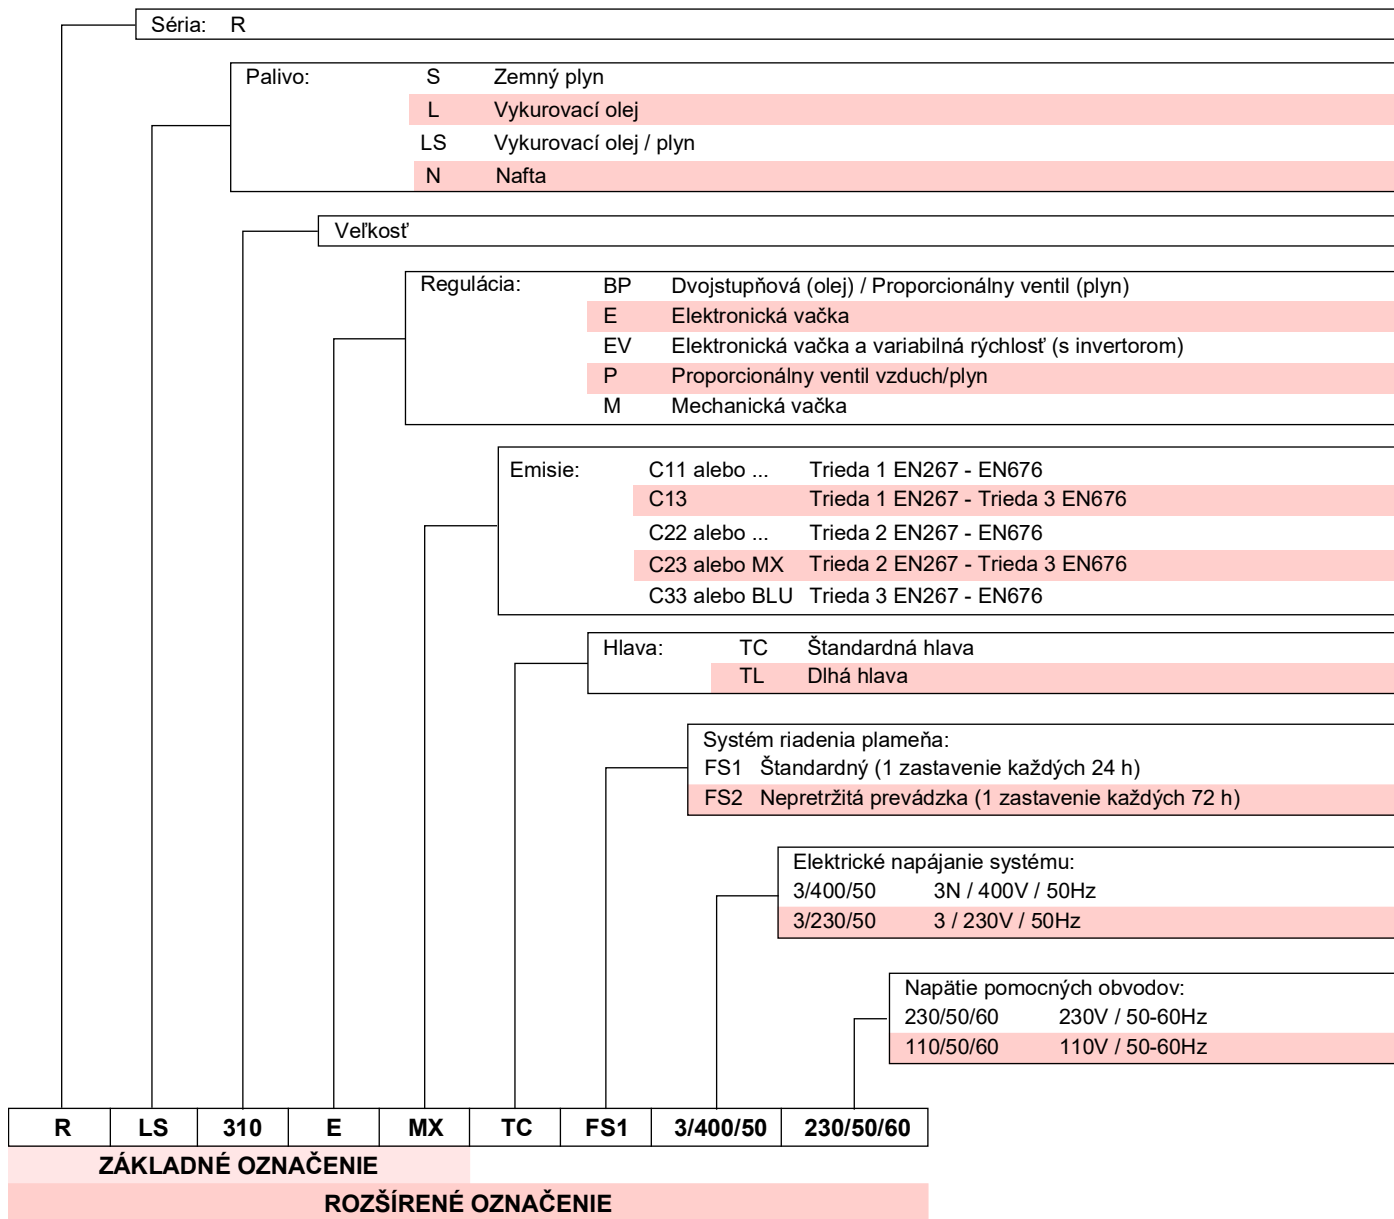 Séria: R
Palivo: S Zemný plyn
L Vykurovací olej
LS Vykurovací olej / plyn
N Nafta
Veľkosť
Regulácia: BP Dvojstupňová (olej) / Proporcionálny ventil (plyn)
E Elektronická vačka
EV Elektronická vačka a variabilná rýchlosť (s invertorom)
P Proporcionálny ventil vzduch/plyn
M Mechanická vačka
Emisie: C11 alebo ... Trieda 1 EN267 - EN676
C13 Trieda 1 EN267 - Trieda 3 EN676
C22 alebo ... Trieda 2 EN267 - EN676
C23 alebo MX Trieda 2 EN267 - Trieda 3 EN676
C33 alebo BLU Trieda 3 EN267 - EN676
Hlava: TC Štandardná hlava
TL Dlhá hlava
Systém riadenia plameňa:
FS1 Štandardný (1 zastavenie každých 24 h)
FS2 Nepretržitá prevádzka (1 zastavenie každých 72 h)
Elektrické napájanie systému:
3/400/50 3N / 400V / 50Hz
3/230/50 3 / 230V / 50Hz
Napätie pomocných obvodov:
230/50/60 230V / 50-60Hz
110/50/60 110V / 50-60Hz
R LS 310 E MX TC FS1 3/400/50 230/50/60
ZÁKLADNÉ OZNAČENIE
ROZŠÍRENÉ OZNAČENIE